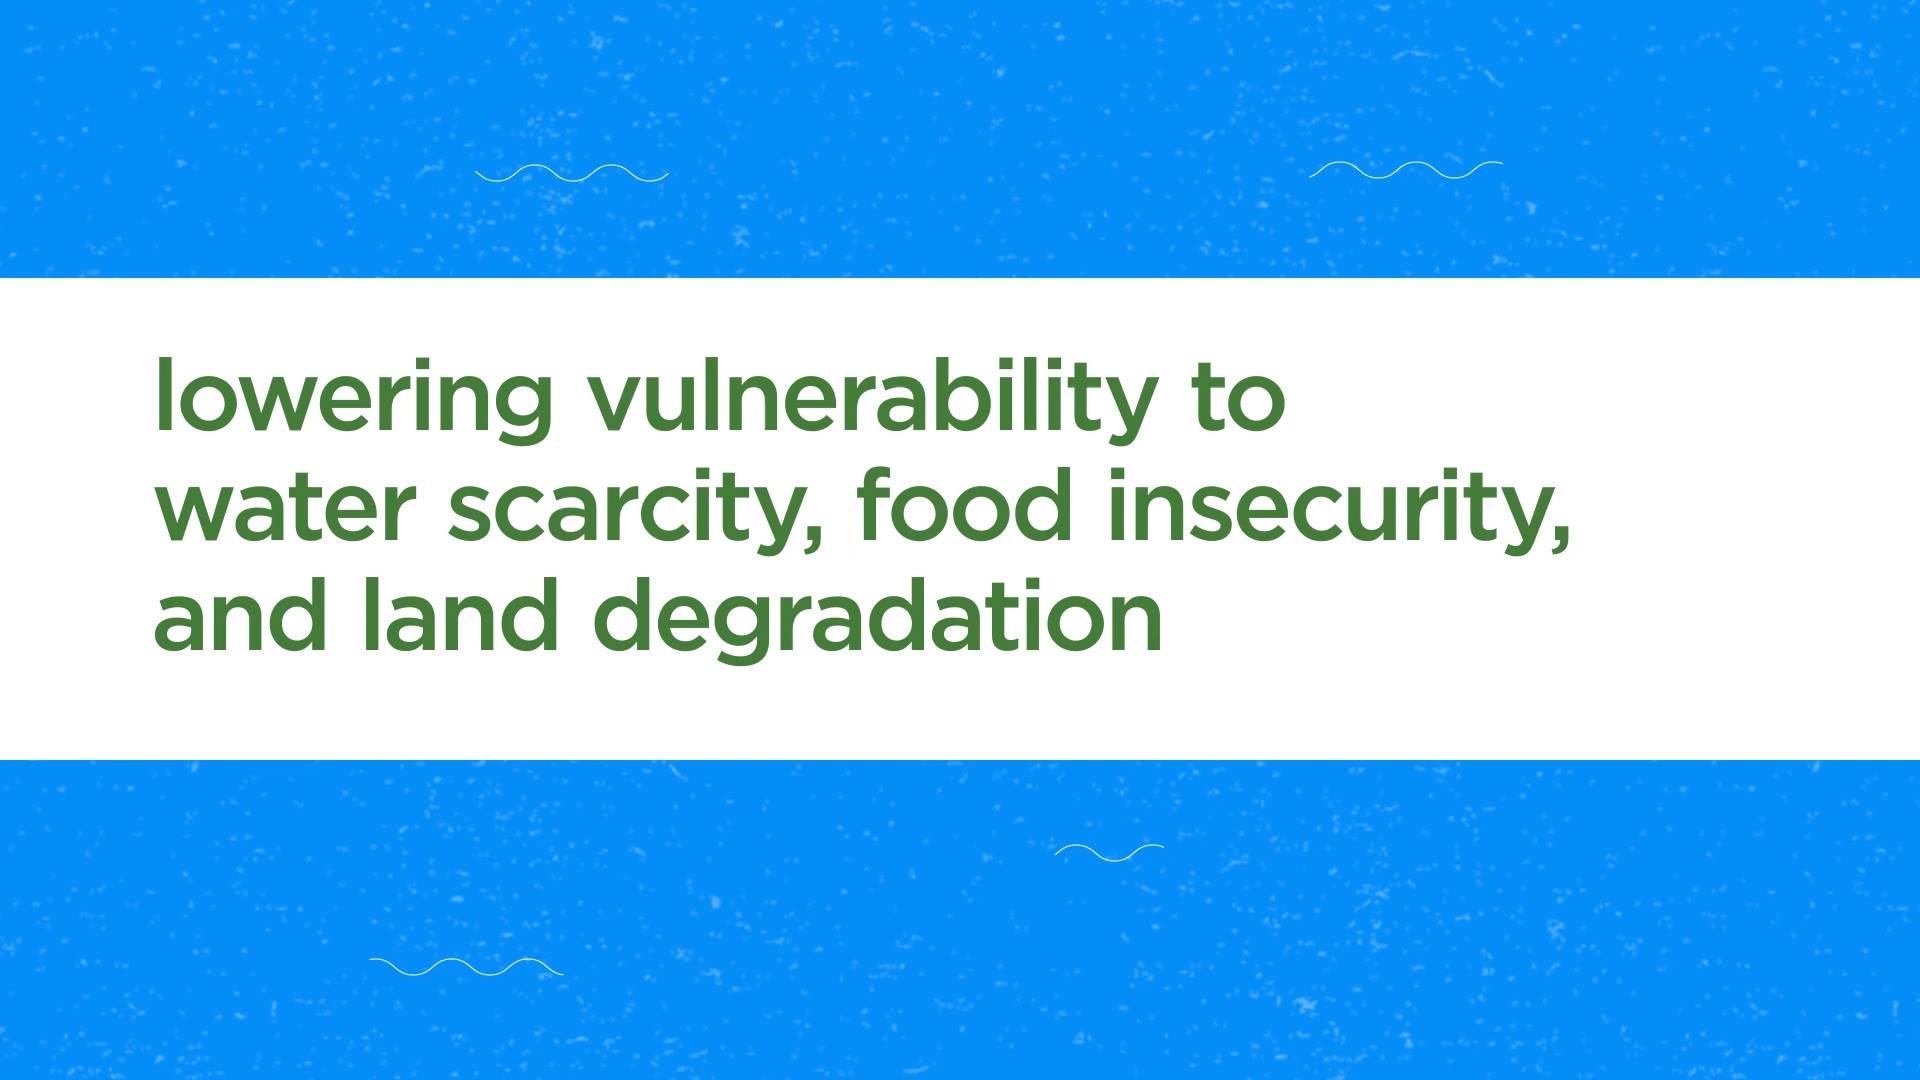 lowering vulnerability to
water scarcity, food insecurity,
and land degradation